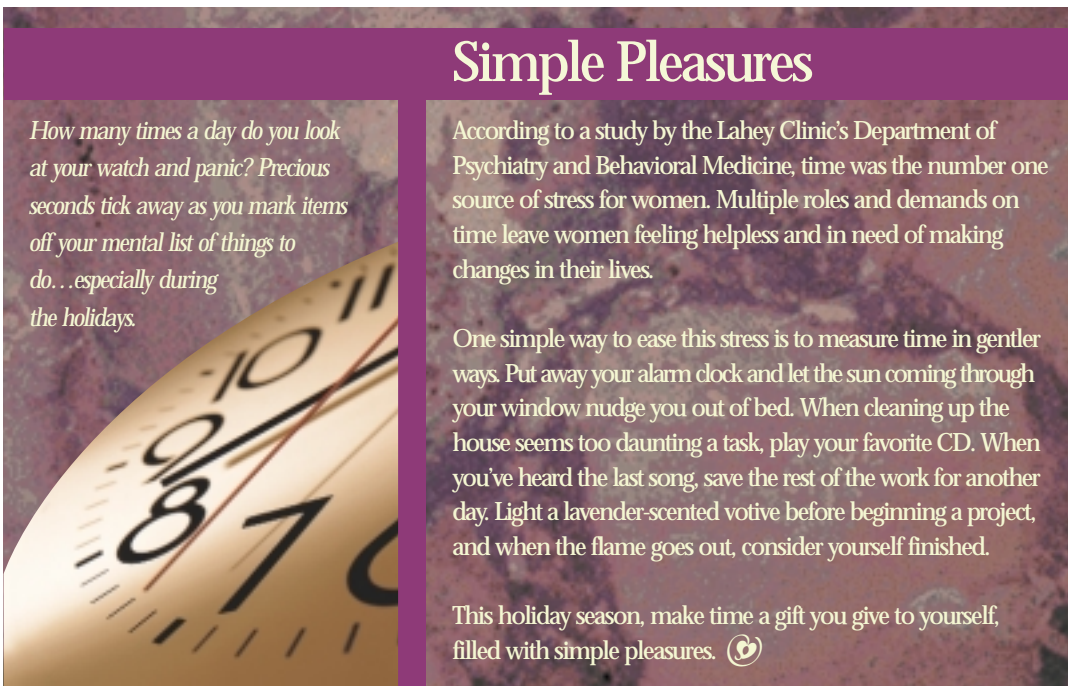 Simple Pleasures
How many times a day do you look
at your watch and panic? Precious
seconds tick away as you mark items
off your mental list of things to
do…especially during
the holidays.
11
10
9
8
7
6
According to a study by the Lahey Clinic's Department of
Psychiatry and Behavioral Medicine, time was the number one
source of stress for women. Multiple roles and demands on
time leave women feeling helpless and in need of making
changes in their lives.
One simple way to ease this stress is to measure time in gentler
ways. Put away your alarm clock and let the sun coming through
your window nudge you out of bed. When cleaning up the
house seems too daunting a task, play your favorite CD. When
you've heard the last song, save the rest of the work for another
day. Light a lavender-scented votive before beginning a project,
and when the flame goes out, consider yourself finished.
This holiday season, make time a gift you give to yourself,
filled with simple pleasures.